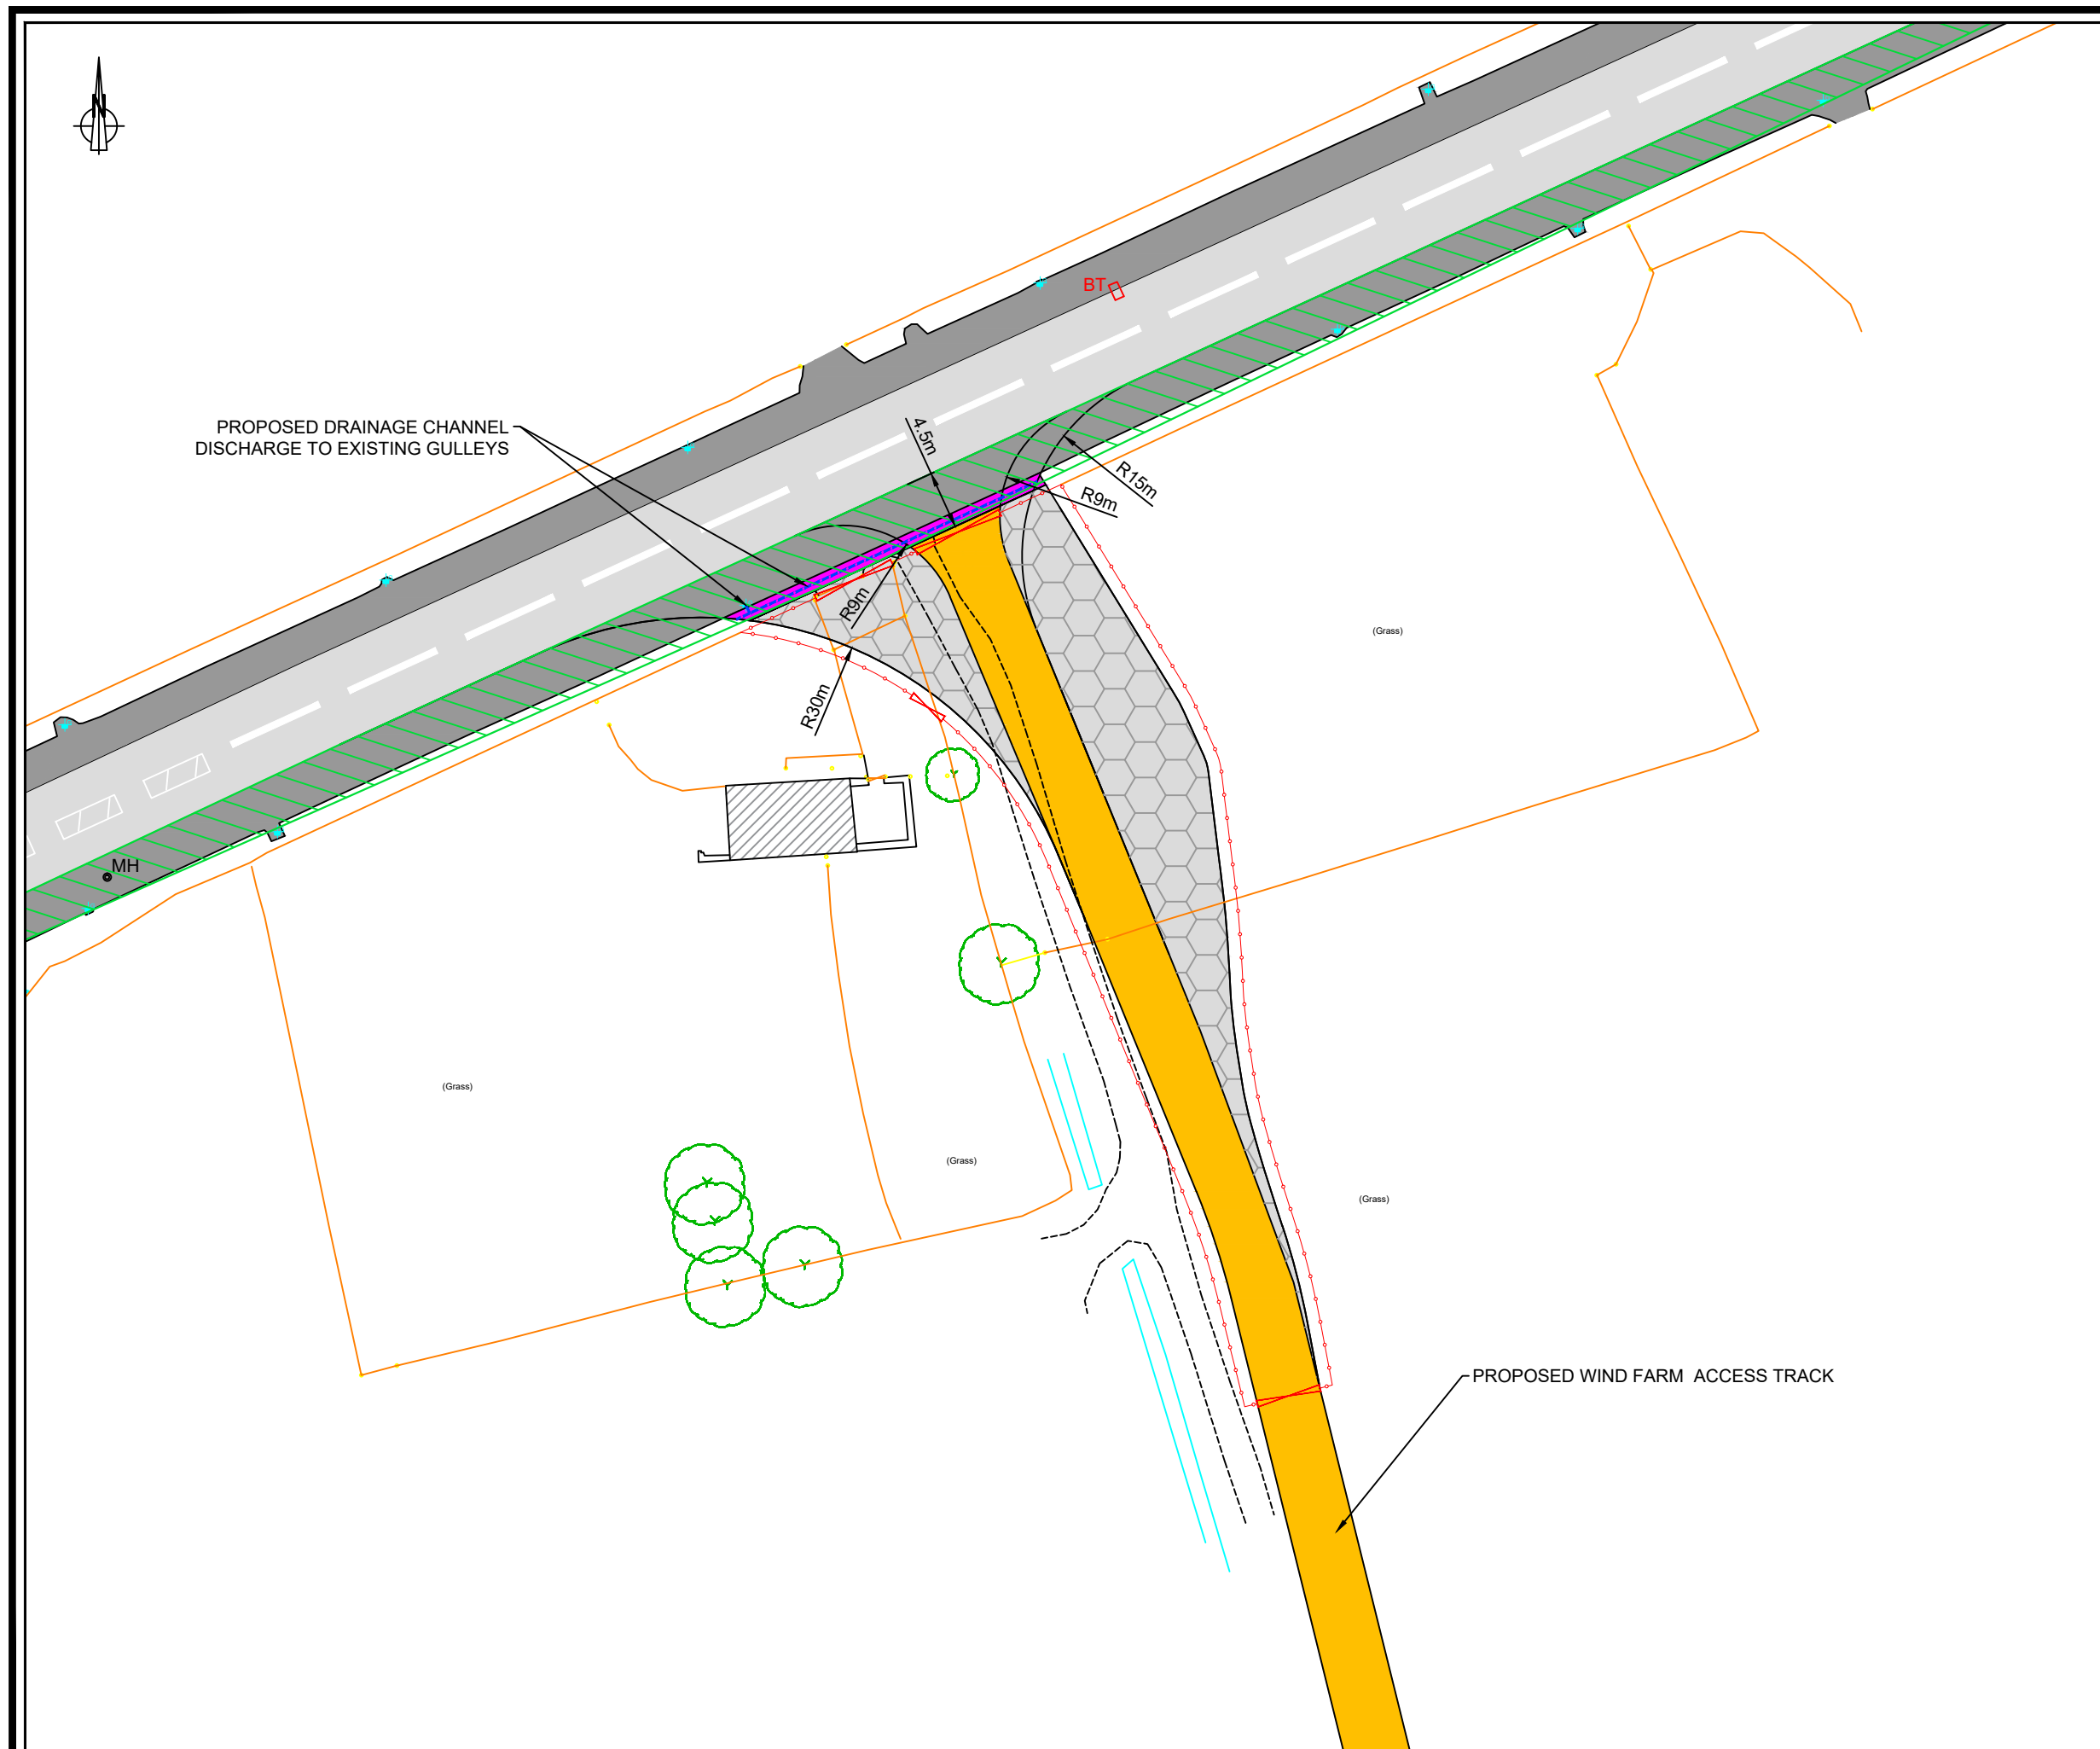 N
BT
PROPOSED DRAINAGE CHANNEL
DISCHARGE TO EXISTING GULLEYS
4.5m
R15m
R9m
R9m
(Grass)
R30m
MH
(Grass)
(Grass)
(Grass)
PROPOSED WIND FARM ACCESS TRACK